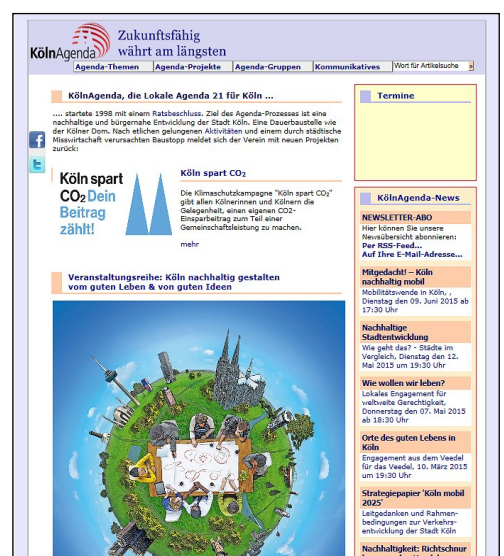 Zukunftsfähig
währt am längsten
KölnAgenda
Agenda-Themen
Agenda-Projekte
Agenda-Gruppen
Kommunikatives
Wort für Artikelsuche
KölnAgenda, die Lokale Agenda 21 für Köln ...
.... startete 1998 mit einem Ratsbeschluss. Ziel des Agenda-Prozesses ist eine
nachhaltige und bürgernahe Entwicklung der Stadt Köln. Eine Dauerbaustelle wie
der Kölner Dom. Nach etlichen gelungenen Aktivitäten und einem durch städtische
Misswirtschaft verursachten Baustopp meldet sich der Verein mit neuen Projekten
zurück:
Köln spart
CO₂ Dein
Beitrag
zählt!
Köln spart CO₂
Die Klimaschutzkampagne "Köln spart CO₂"
gibt allen Kölnerinnen und Kölnern die
Gelegenheit, einen eigenen CO2-
Einsparbeitrag zum Teil einer
Gemeinschaftsleistung zu machen.
mehr
Veranstaltungsreihe: Köln nachhaltig gestalten
vom guten Leben & von guten Ideen
Termine
KölnAgenda-News
NEWSLETTER-ABO
Hier können Sie unsere
Newsübersicht abonnieren:
Per RSS-Feed...
Auf Ihre E-Mail-Adresse...
Mitgedacht! – Köln
nachhaltig mobil
Mobilitätswende in Köln, ,
Dienstag den 09. Juni 2015 ab
17:30 Uhr
Nachhaltige
Stadtentwicklung
Wie geht das? - Städte im
Vergleich, Dienstag den 12.
Mai 2015 um 19:30 Uhr
Wie wollen wir leben?
Lokales Engagement für
weltweite Gerechtigkeit,
Donnerstag den 07. Mai 2015
ab 18:30 Uhr
Orte des guten Lebens in
Köln
Engagement aus dem Veedel
für das Veedel, 10. März 2015
um 19:30 Uhr
Strategiepapier 'Köln mobil
2025'
Leitgedanken und Rahmen-
bedingungen zur Verkehrs-
entwicklung der Stadt Köln
Nachhaltigkeit: Richtschnur